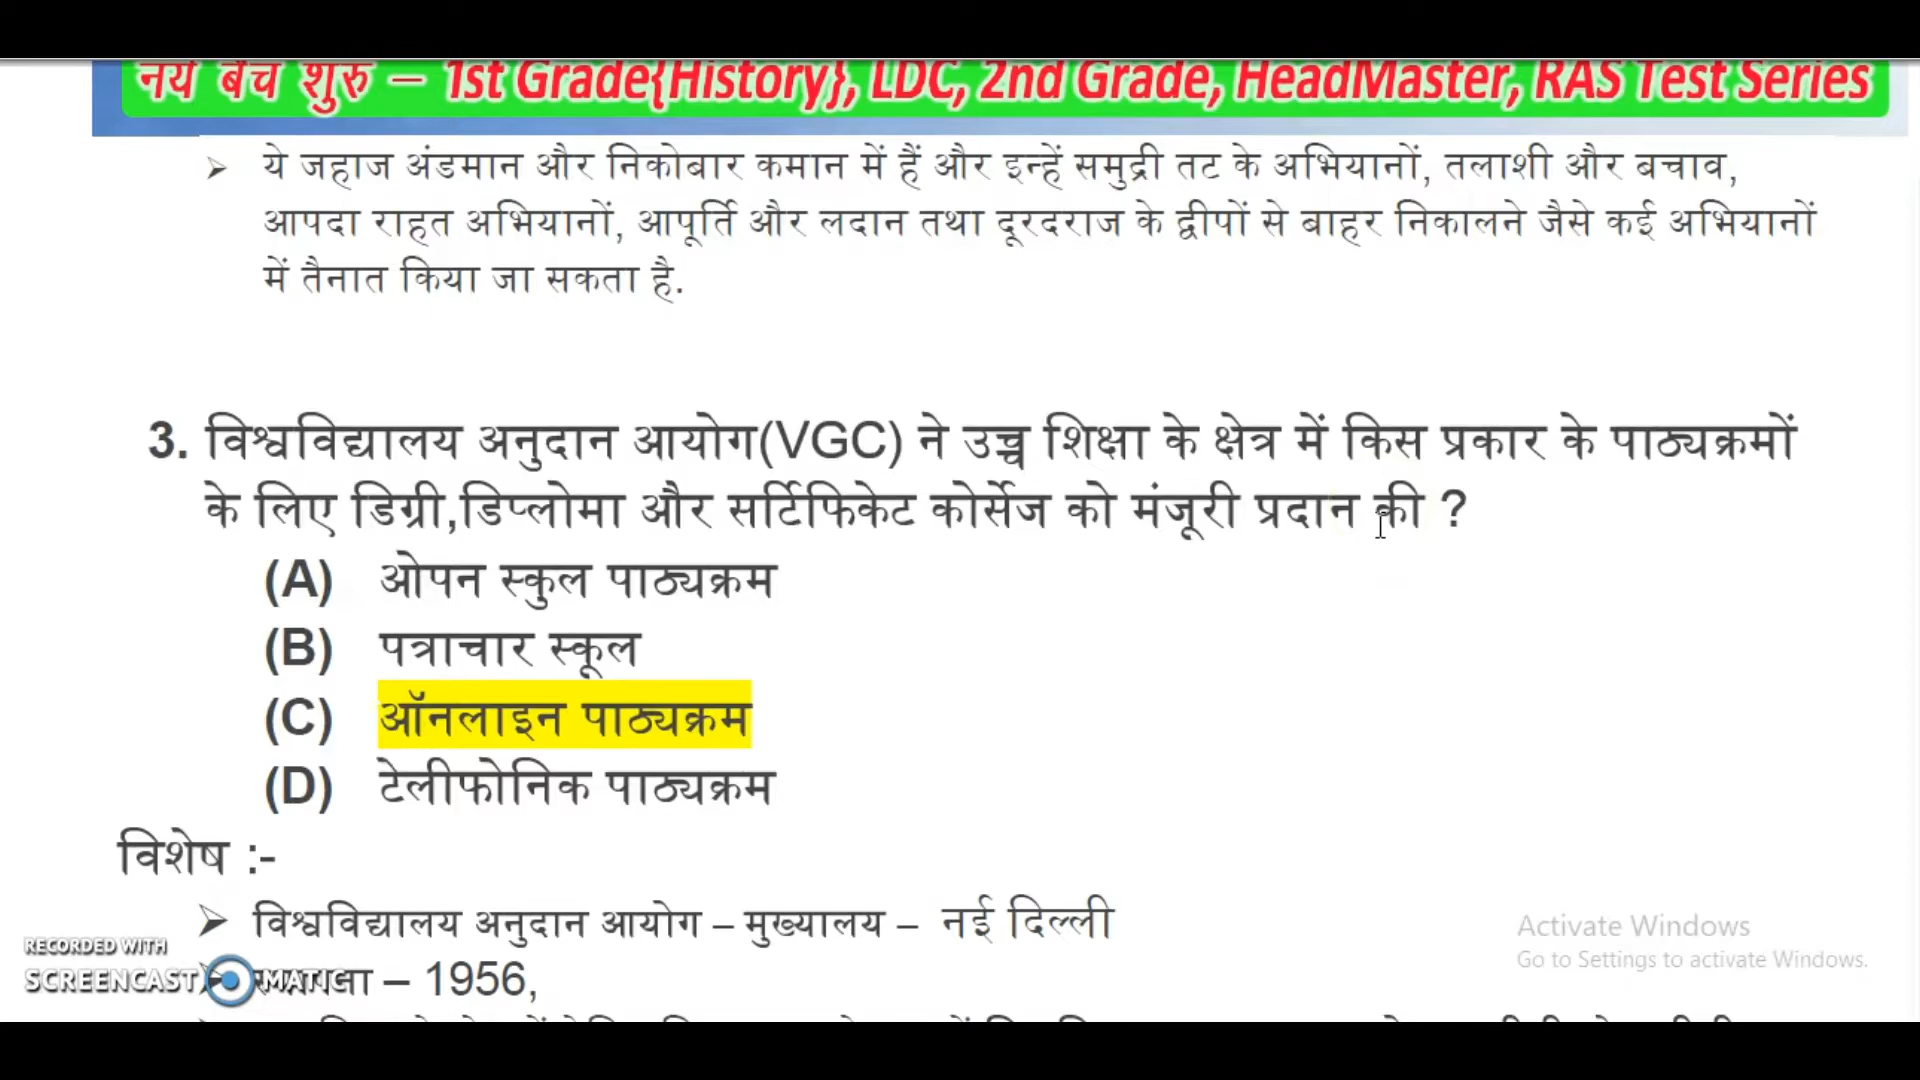 नये बैच शुरु – 1st Grade{History}, LDC, 2nd Grade, HeadMaster, RAS Test Series
➢ ये जहाज अंडमान और निकोबार कमान में हैं और इन्हें समुद्री तट के अभियानों, तलाशी और बचाव,
आपदा राहत अभियानों, आपूर्ति और लदान तथा दूरदराज के द्वीपों से बाहर निकालने जैसे कई अभियानों
में तैनात किया जा सकता है.
3. विश्वविद्यालय अनुदान आयोग(VGC) ने उच्च शिक्षा के क्षेत्र में किस प्रकार के पाठ्यक्रमों
के लिए डिग्री,डिप्लोमा और सर्टिफिकेट कोर्सेज को मंजूरी प्रदान की ?
(A) ओपन स्कुल पाठ्यक्रम
(B) पत्राचार स्कूल
(C) ऑनलाइन पाठ्यक्रम
(D) टेलीफोनिक पाठ्यक्रम
विशेष :-
➢ विश्वविद्यालय अनुदान आयोग – मुख्यालय – नई दिल्ली
– 1956,
RECORDED WITH
SCREENCAST MATIC
Activate Windows
Go to Settings to activate Windows.